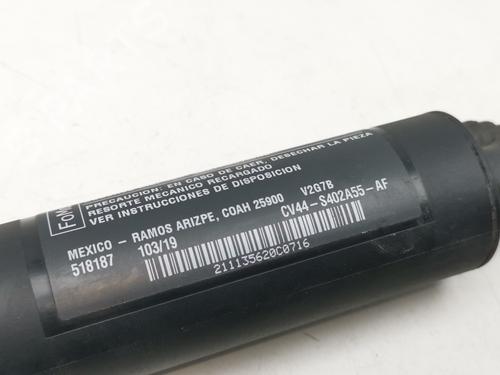 FoMo
PRECAUCION: EN CASO DE CAER, DESECHAR LA PIEZA
RESORTE MECANICO RECARGADO
VER INSTRUCCIONES DE DISPOSICION
MEXICO - RAMOS ARIZPE, COAH 25900 V2G7B
518187 103/19 CV44-S402A55-AF
211135620C0716